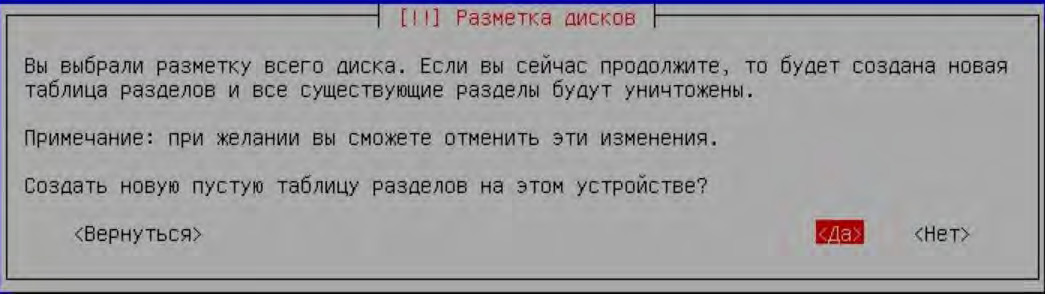 [!!] Разметка дисков
Вы выбрали разметку всего диска. Если вы сейчас продолжите, то будет создана новая
таблица разделов и все существующие разделы будут уничтожены.
Примечание: при желании вы сможете отменить эти изменения.
Создать новую пустую таблицу разделов на этом устройстве?
<Вернуться> <Да> <Нет>